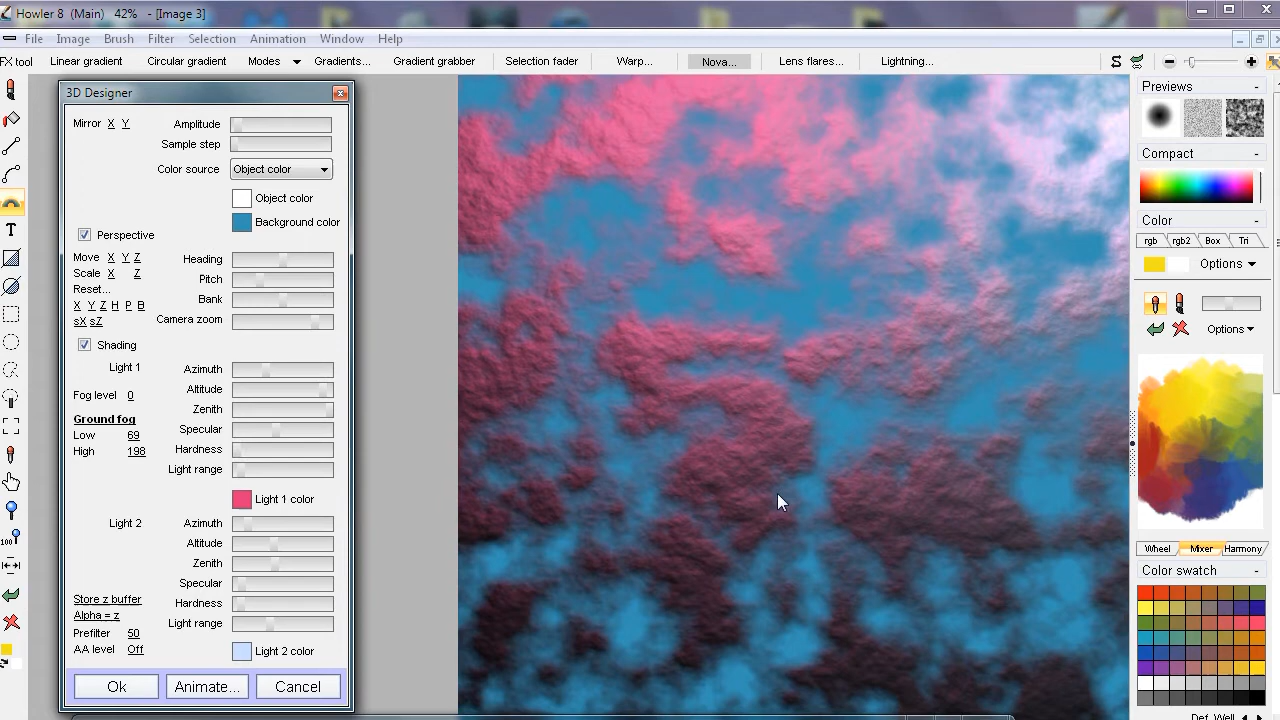 Howler 8 (Main) 42% - [Image 3]
File Image Brush Filter Selection Animation Window Help
FX tool Linear gradient Circular gradient Modes Gradients... Gradient grabber Selection fade... Warp... Nova... Lens flares... Lightning...
3D Designer
Mirror X Y
Amplitude
Sample step
Color source Object color
Object color
Background color
Perspective
Move X Y Z
Scale X Z
Reset...
X Y Z H P B
sX sZ
Heading
Pitch
Bank
Camera zoom
Shading
Light 1
Azimuth
Altitude
Zenith
Specular
Hardness
Light range
Fog level 0
Ground fog
Low 69
High 198
Light 1 color
Light 2
Azimuth
Altitude
Zenith
Specular
Hardness
Light range
Store z buffer
Alpha = z
Prefilter 50
AA level Off
Light 2 color
Ok Animate... Cancel
T
100
S
Previews -
Compact -
Color -
rgb rgb2 Box Tri
Options
Options
Wheel Mixer Harmony
Color swatch -
Def. Well